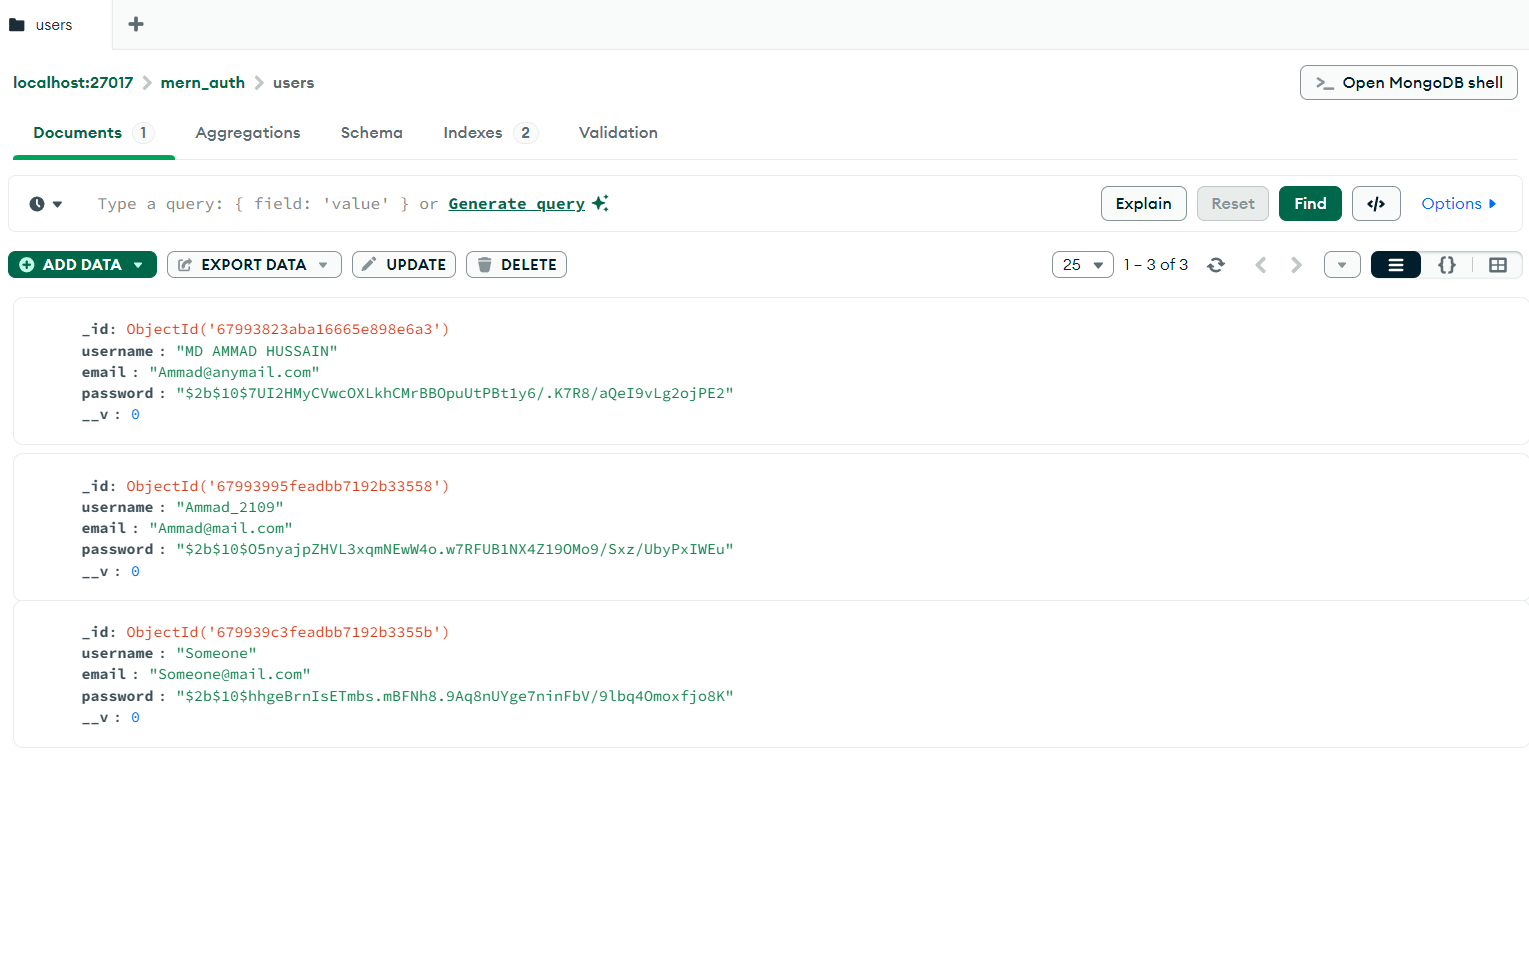 users
localhost:27017 mern_auth users
Open MongoDB shell
Documents 1 Aggregations Schema Indexes 2 Validation
Type a query: { field: 'value' } or Generate query
Explain Reset Find </> Options
ADD DATA EXPORT DATA UPDATE DELETE
25 1 – 3 of 3 {}
_id: ObjectId('67993823aba16665e898e6a3')
username : "MD AMMAD HUSSAIN"
email : "Ammad@anymail.com"
password : "$2b$10$7UI2HMyCVwcOXLkhCMrBBOpuUtPBt1y6/.K7R8/aQeI9vLg2ojPE2"
__v : 0
_id: ObjectId('67993995feadbb7192b33558')
username : "Ammad_2109"
email : "Ammad@mail.com"
password : "$2b$10$O5nyajpZHVL3xqmNEwW4o.w7RFUB1NX4Z19OMo9/Sxz/UbyPxIWEu"
__v : 0
_id: ObjectId('679939c3feadbb7192b3355b')
username : "Someone"
email : "Someone@mail.com"
password : "$2b$10$hhgeBrnIsETmbs.mBFNh8.9Aq8nUYge7ninFbV/9lbq4Omoxfjo8K"
__v : 0